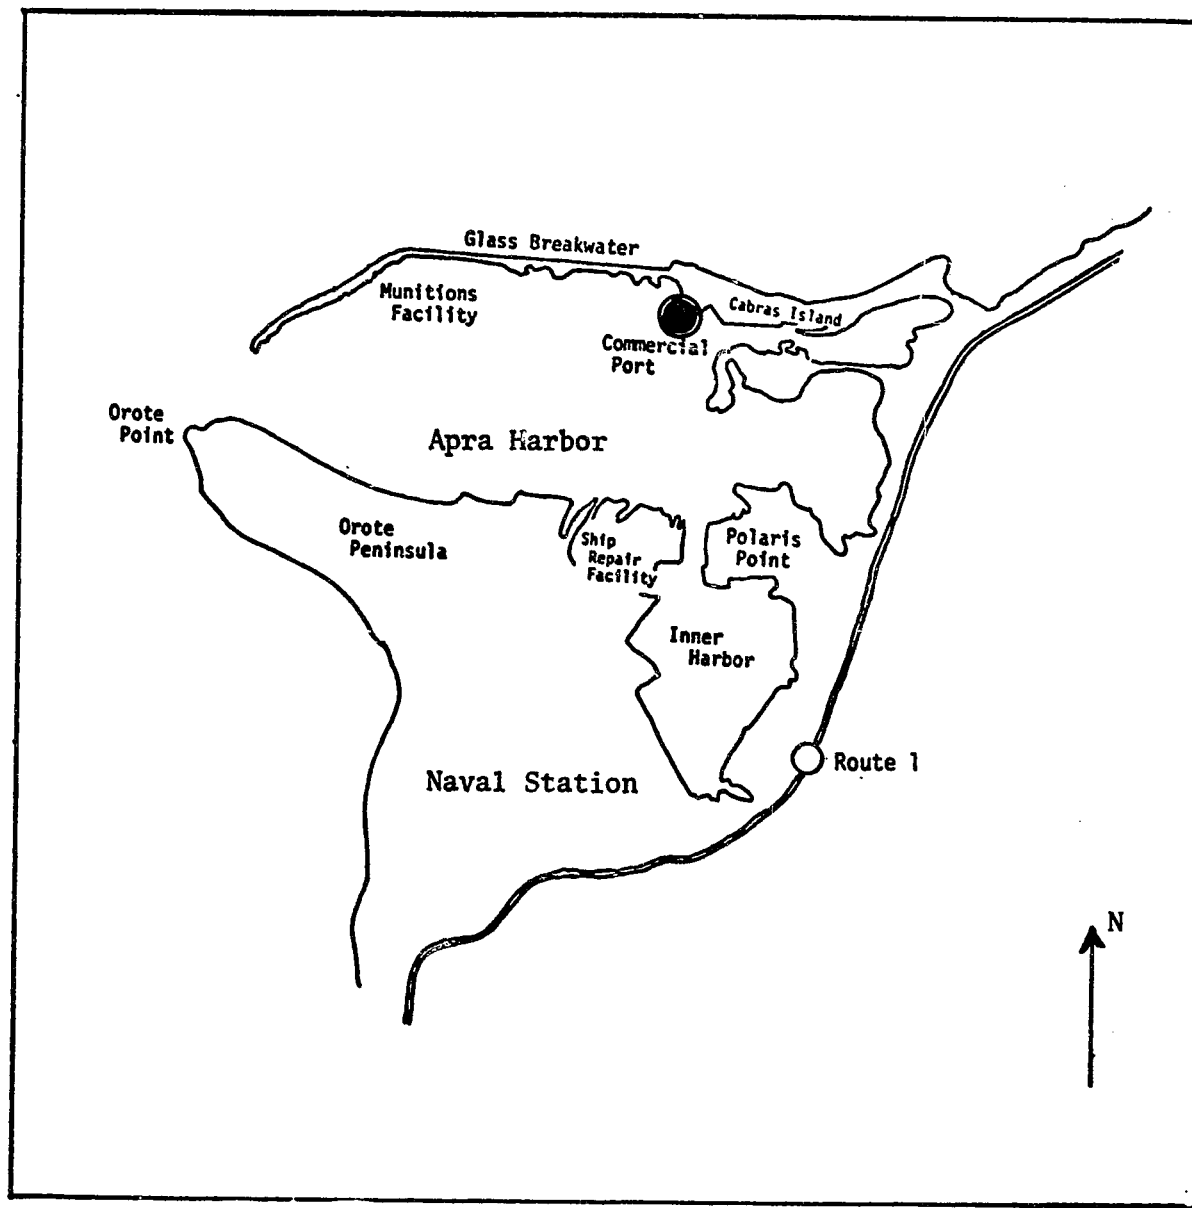 Glass Breakwater
Munitions
Facility
Cabras Island
Commercial
Port
Orote
Point
Apra Harbor
Orote
Peninsula
Ship
Repair
Facility
Polaris
Point
Inner
Harbor
Naval Station
Route 1
N